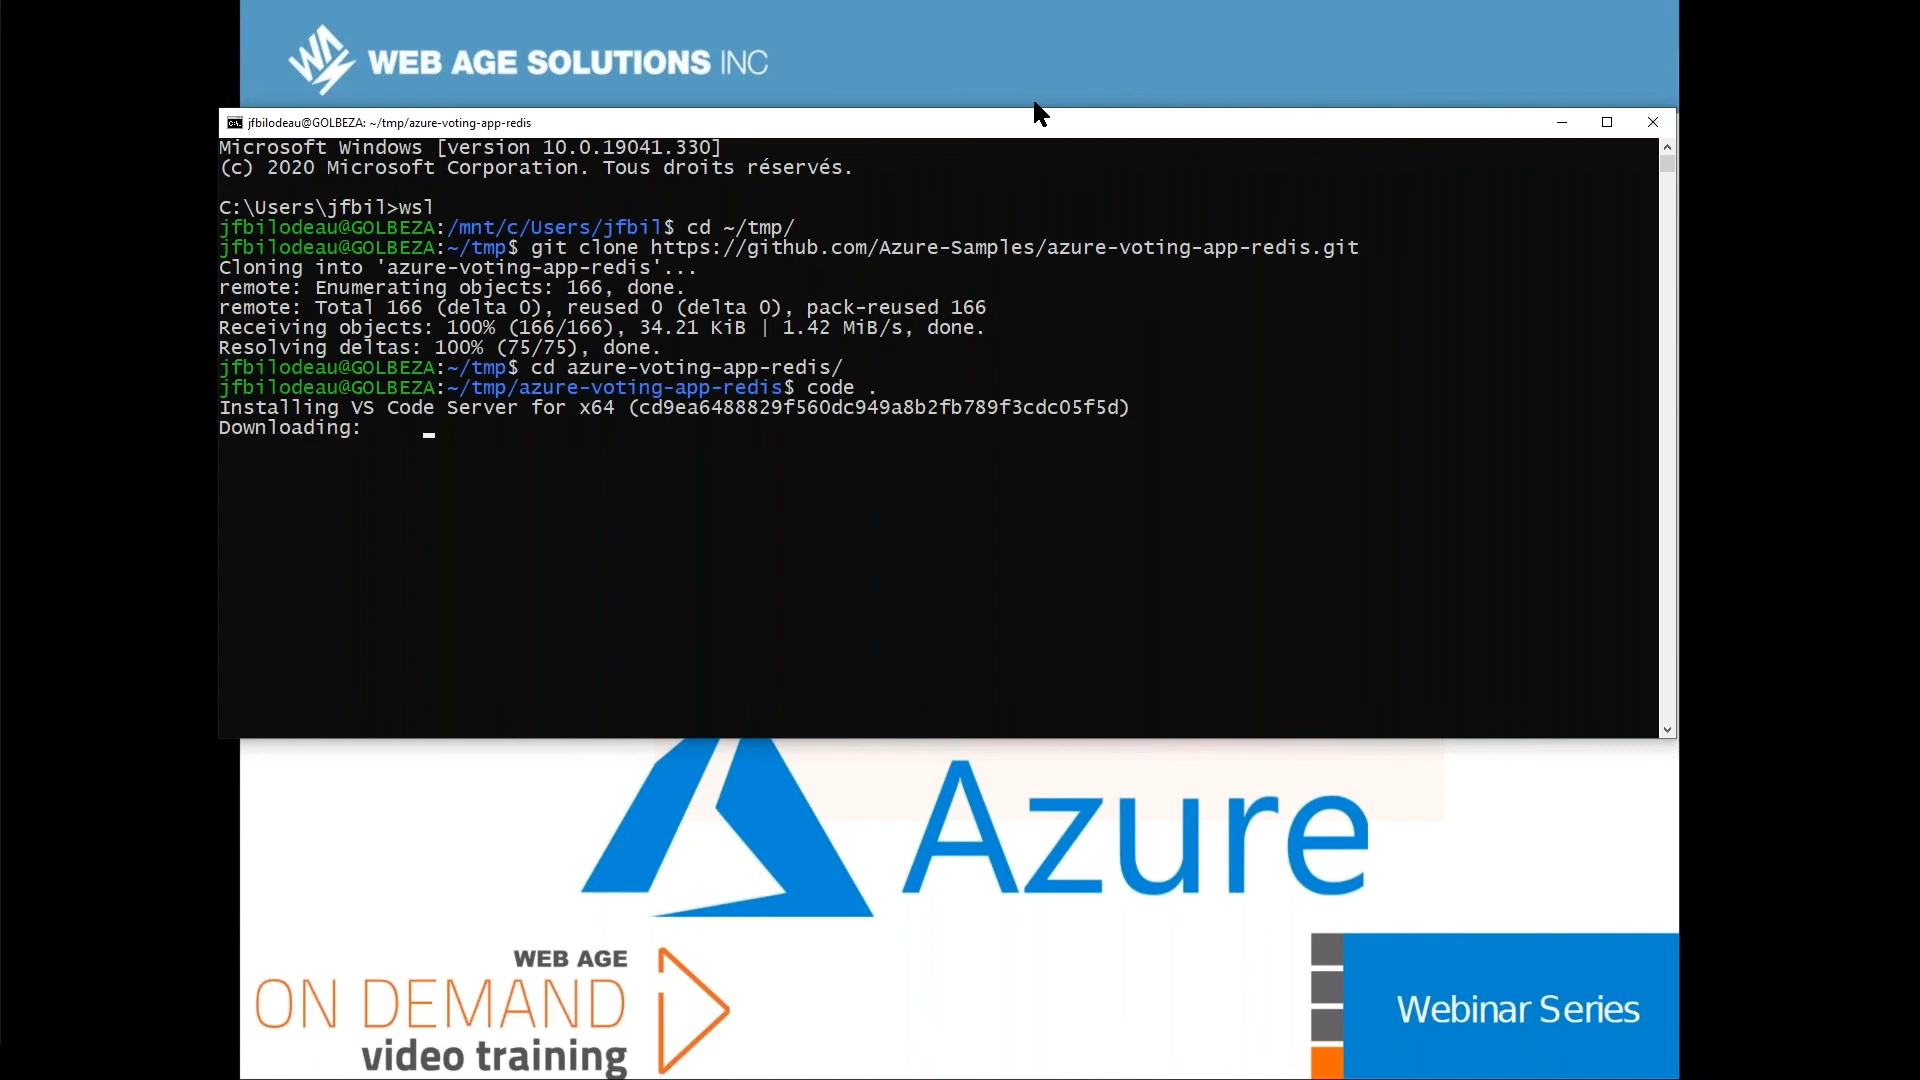 WEB AGE SOLUTIONS INC
jfbilodeau@GOLBEZA: ~/tmp/azure-voting-app-redis
Microsoft Windows [version 10.0.19041.330]
(c) 2020 Microsoft Corporation. Tous droits réservés.
C:\Users\jfbil>wsl
jfbilodeau@GOLBEZA:/mnt/c/Users/jfbil$ cd ~/tmp/
jfbilodeau@GOLBEZA:~/tmp$ git clone https://github.com/Azure-Samples/azure-voting-app-redis.git
Cloning into 'azure-voting-app-redis'...
remote: Enumerating objects: 166, done.
remote: Total 166 (delta 0), reused 0 (delta 0), pack-reused 166
Receiving objects: 100% (166/166), 34.21 KiB | 1.42 MiB/s, done.
Resolving deltas: 100% (75/75), done.
jfbilodeau@GOLBEZA:~/tmp$ cd azure-voting-app-redis/
jfbilodeau@GOLBEZA:~/tmp/azure-voting-app-redis$ code .
Installing VS Code Server for x64 (cd9ea6488829f560dc949a8b2fb789f3cdc05f5d)
Downloading:
Azure
WEB AGE
ON DEMAND
video training
Webinar Series